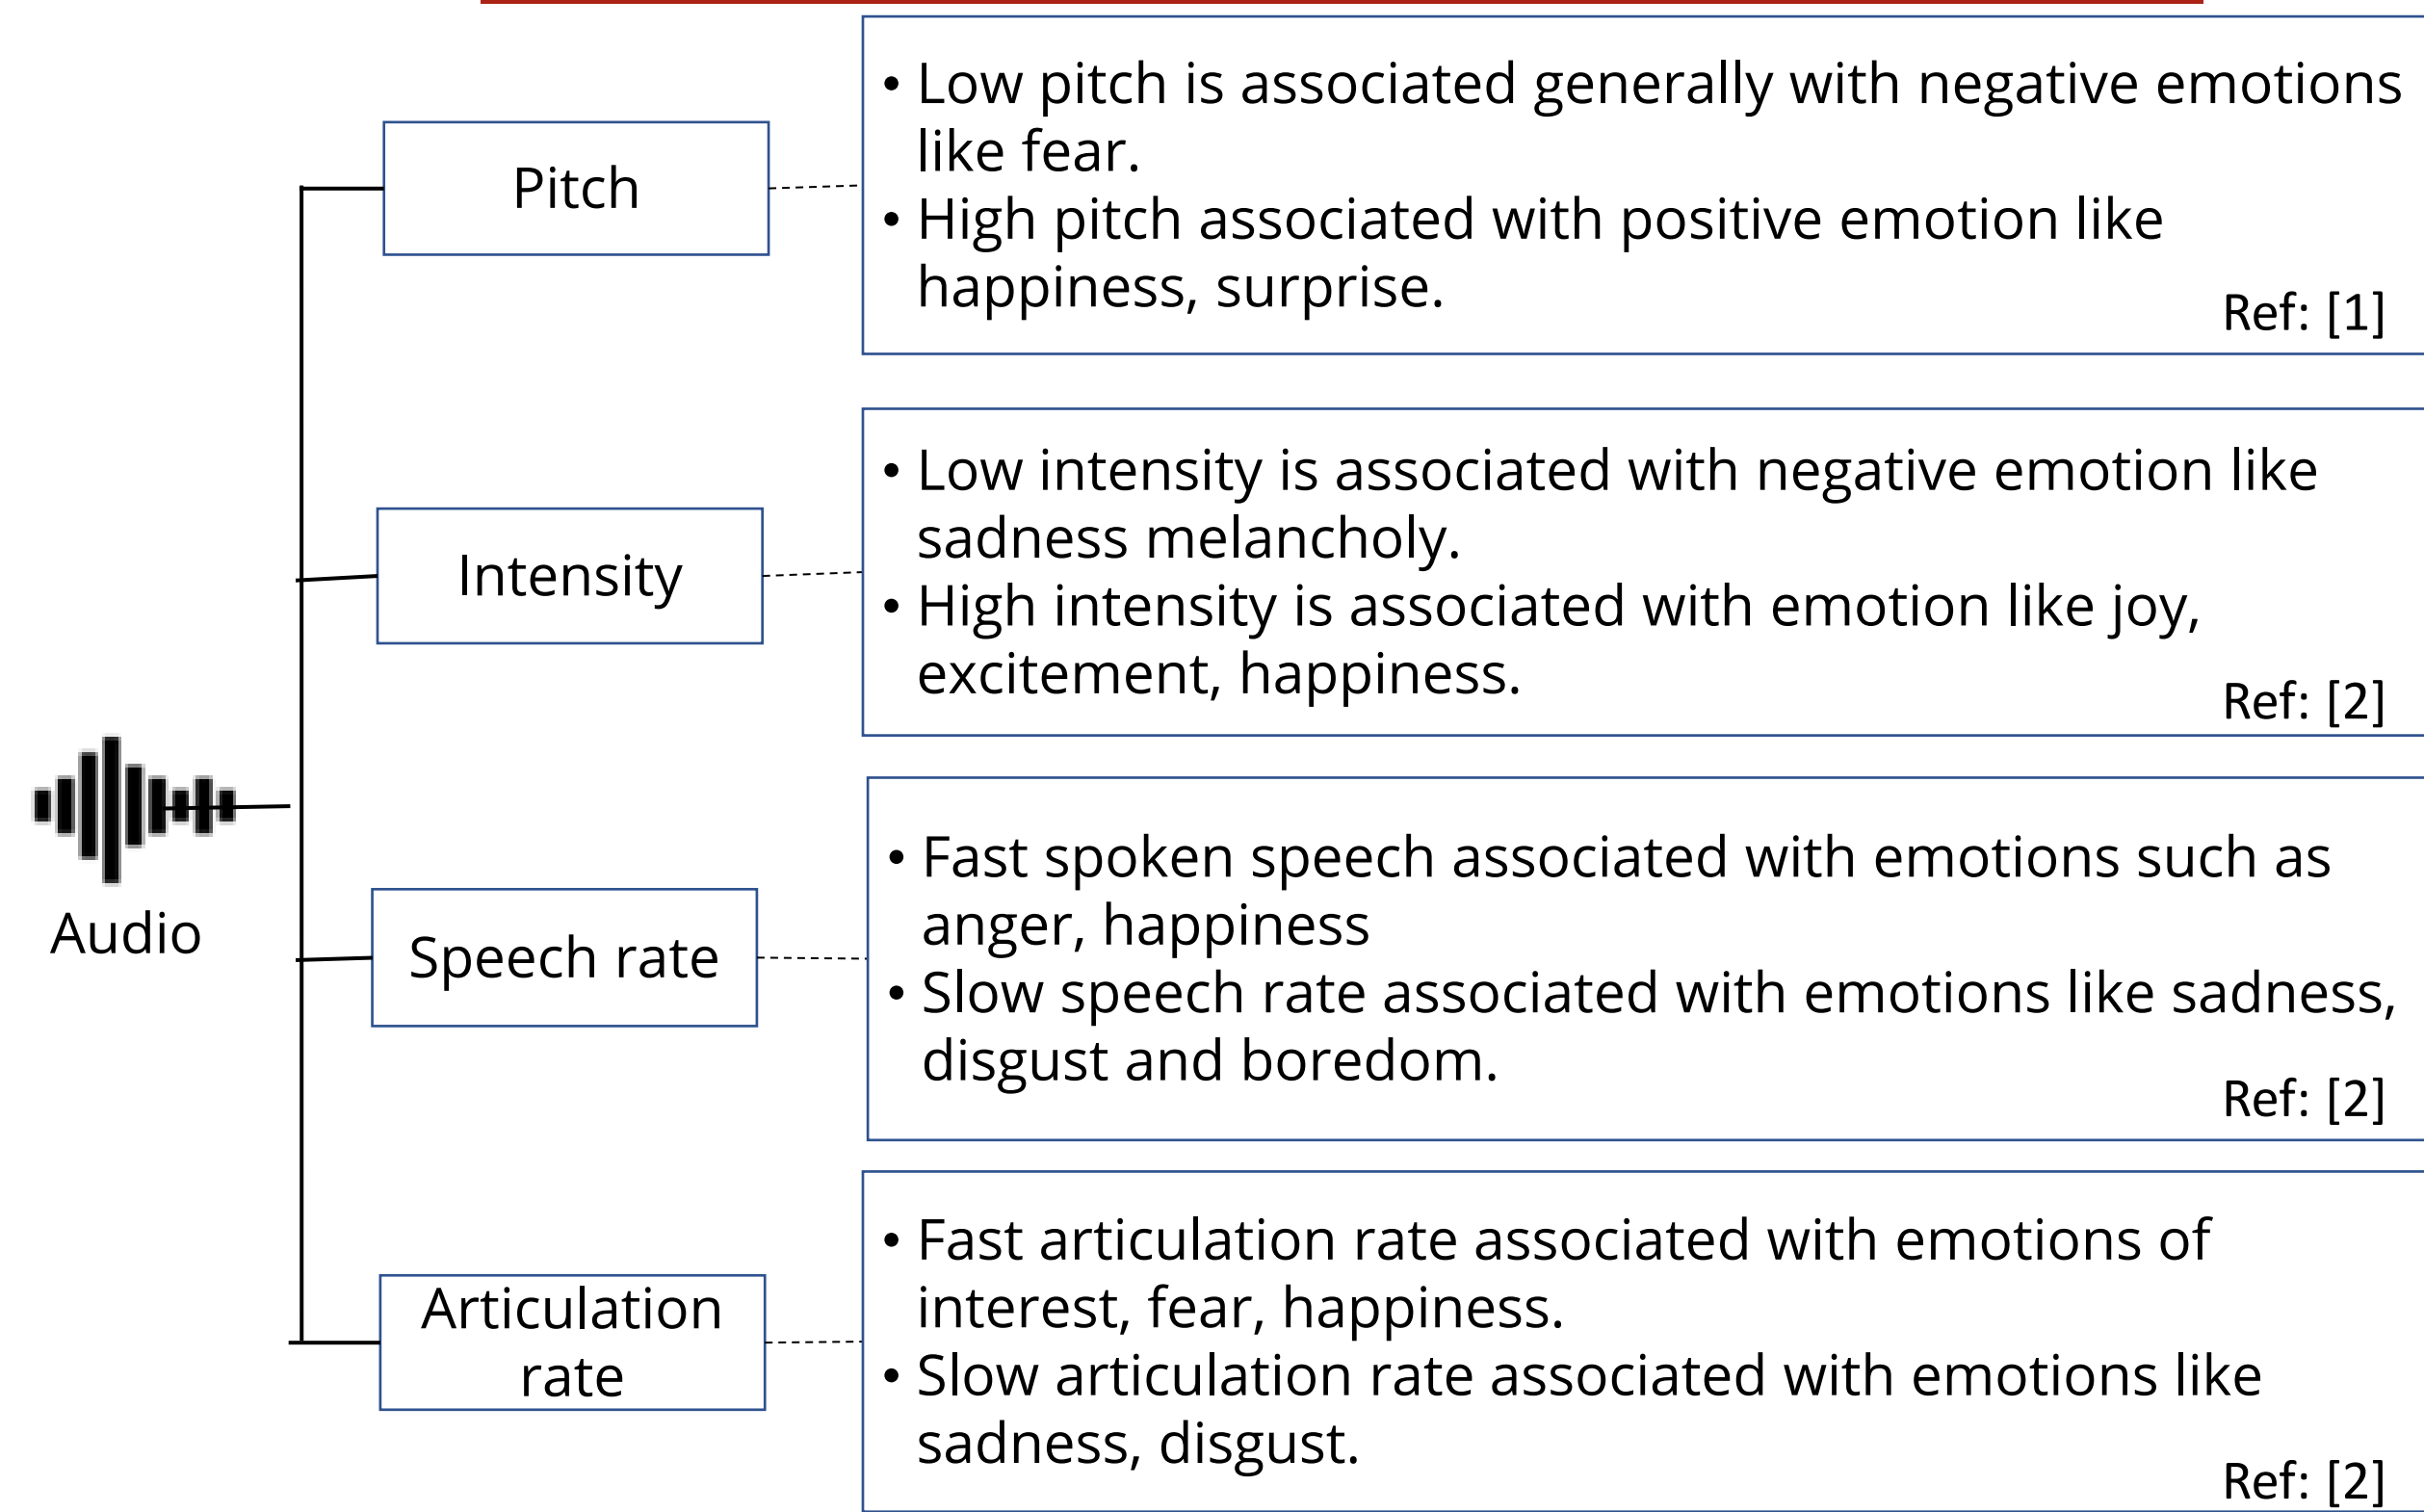 Pitch
• Low pitch is associated generally with negative emotions
like fear.
• High pitch associated with positive emotion like
happiness, surprise.
Ref: [1]
Intensity
• Low intensity is associated with negative emotion like
sadness melancholy.
• High intensity is associated with emotion like joy,
excitement, happiness.
Ref: [2]
Audio
Speech rate
• Fast spoken speech associated with emotions such as
anger, happiness
• Slow speech rate associated with emotions like sadness,
disgust and boredom.
Ref: [2]
Articulation
rate
• Fast articulation rate associated with emotions of
interest, fear, happiness.
• Slow articulation rate associated with emotions like
sadness, disgust.
Ref: [2]